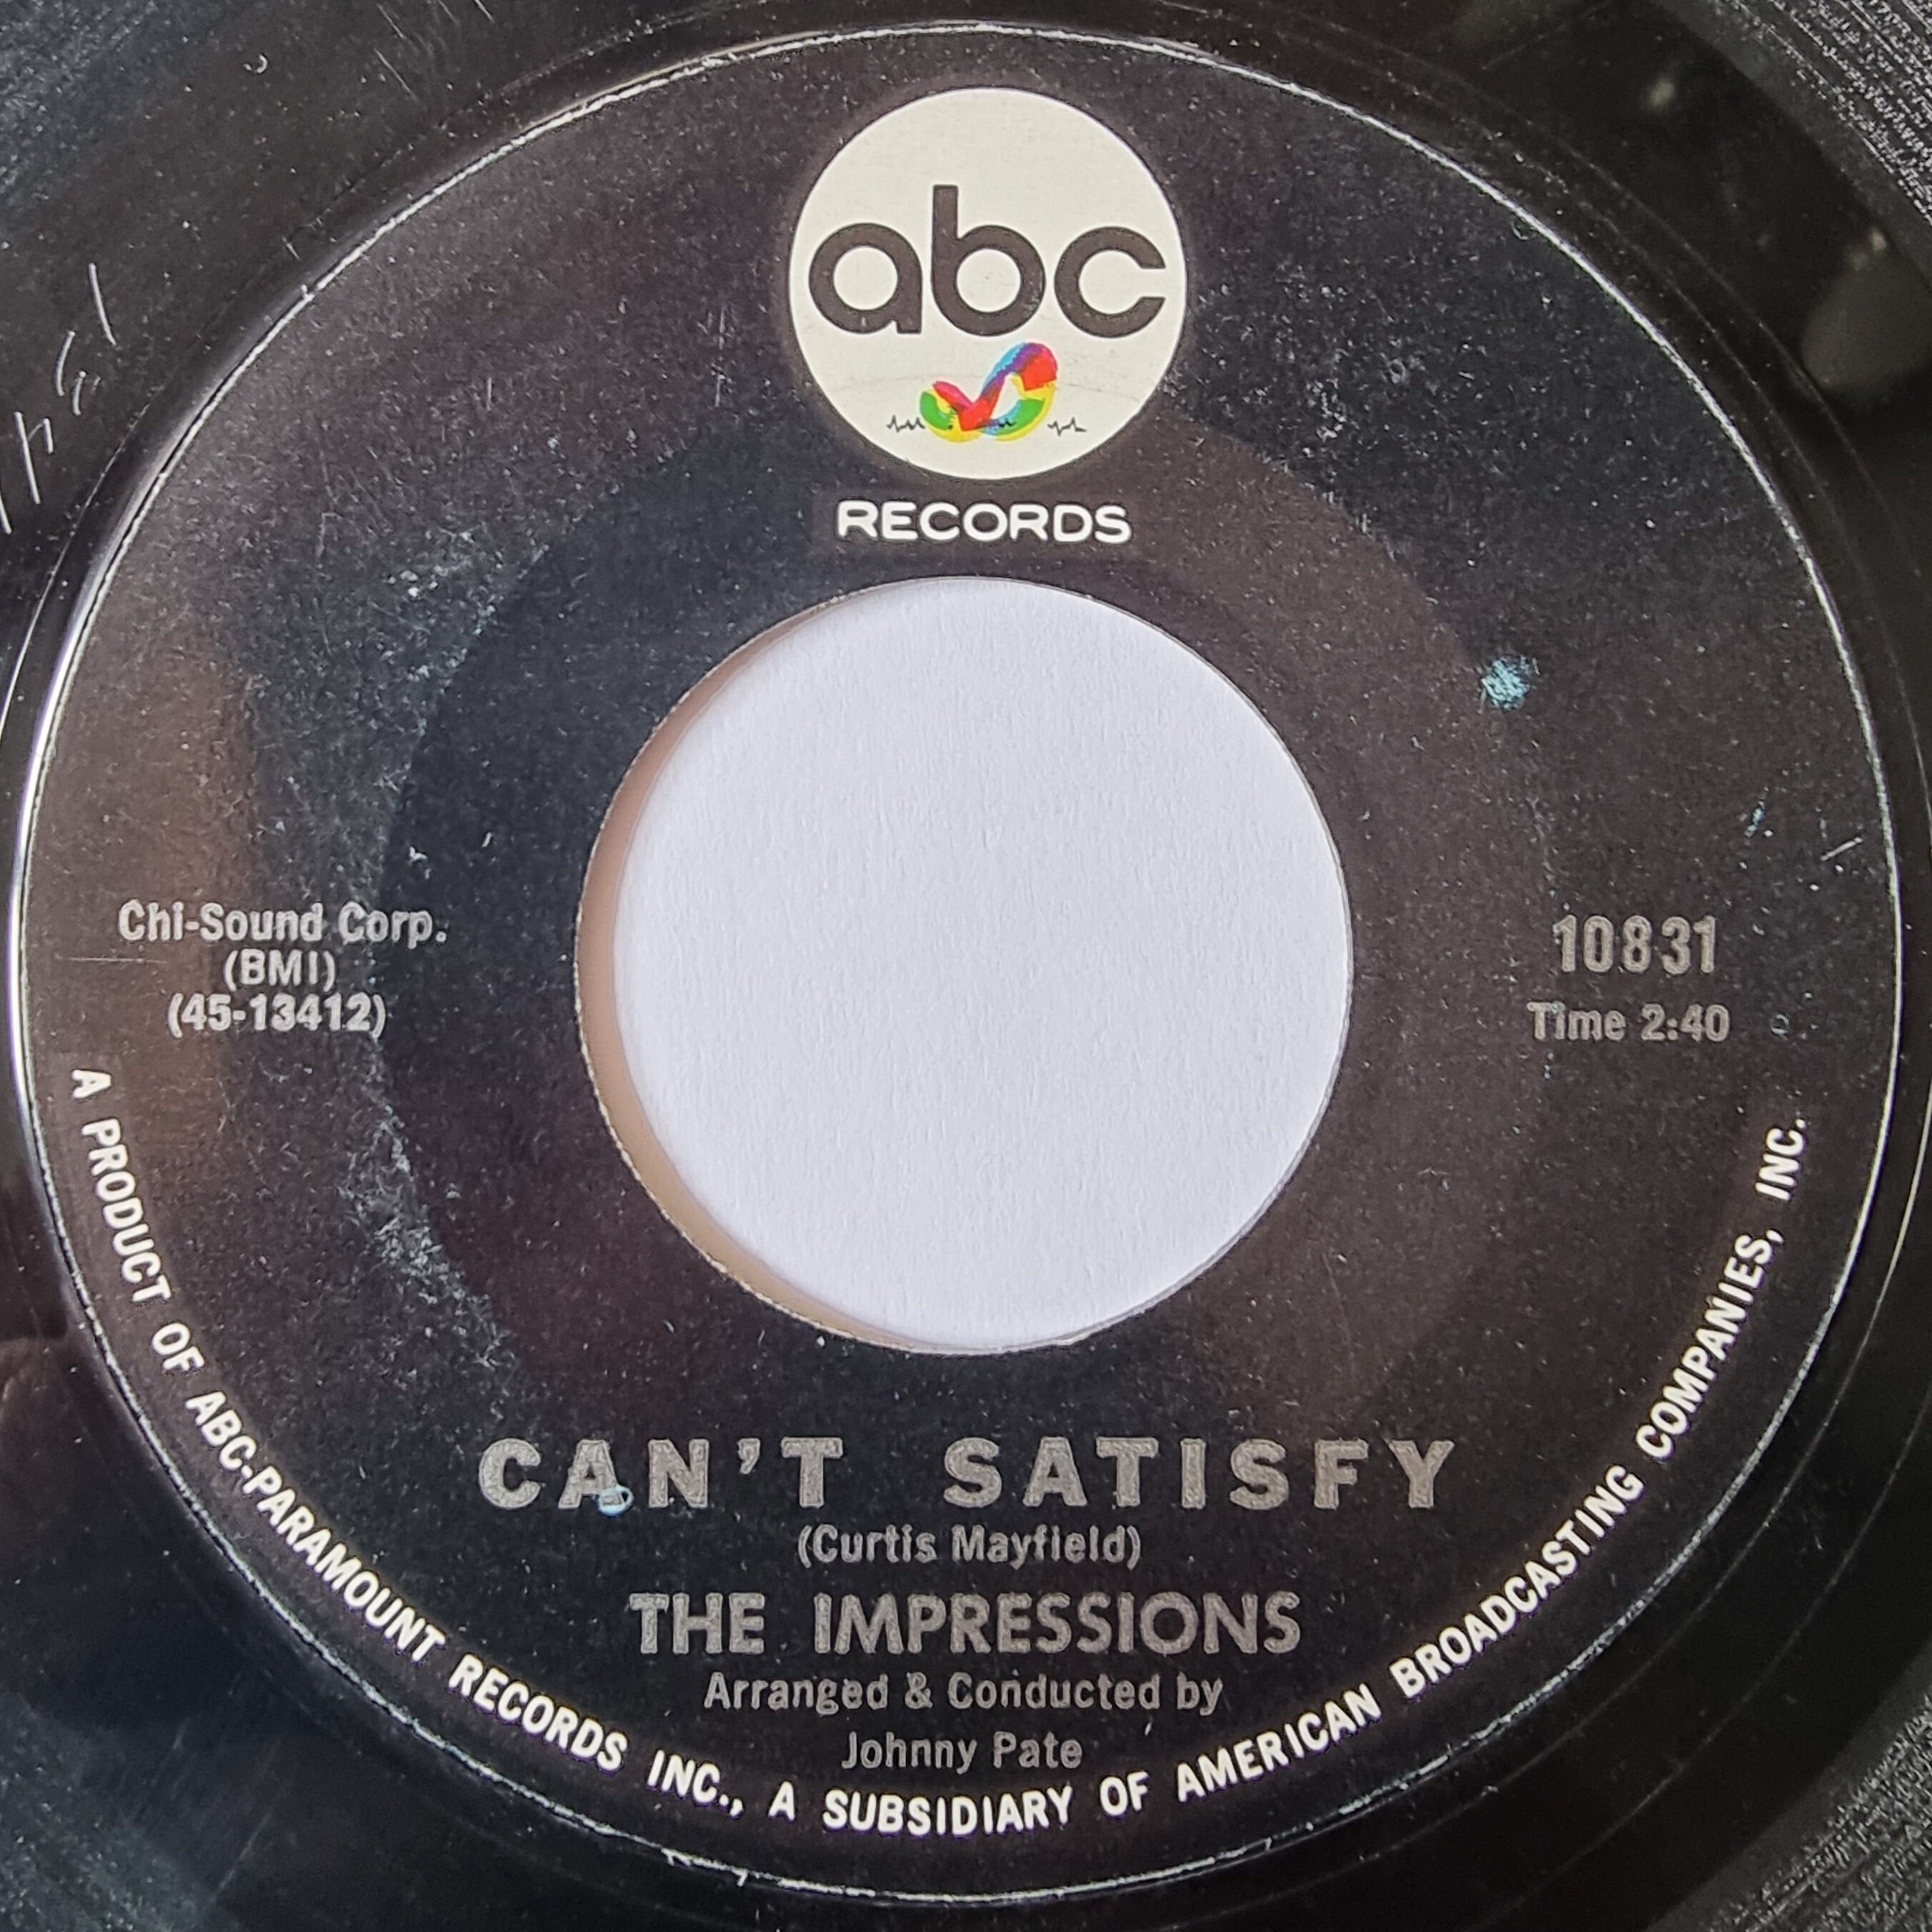 abc
RECORDS
Chi-Sound Corp.
(BMI)
(45-13412)
10831
Time 2:40
CAN'T SATISFY
(Curtis Mayfield)
THE IMPRESSIONS
Arranged & Conducted by
Johnny Pate
A PRODUCT OF ABC-PARAMOUNT RECORDS INC., A SUBSIDIARY OF AMERICAN BROADCASTING COMPANIES, INC.